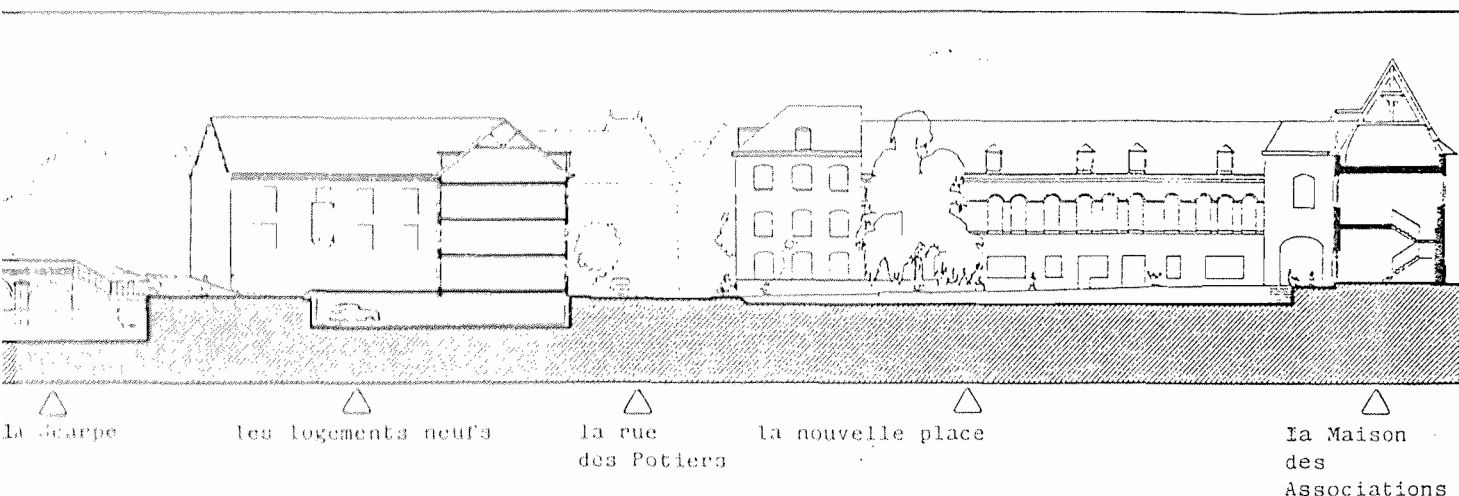 la Scarpe
les logements neufs
la rue
des Potiers
la nouvelle place
la Maison
des
Associations